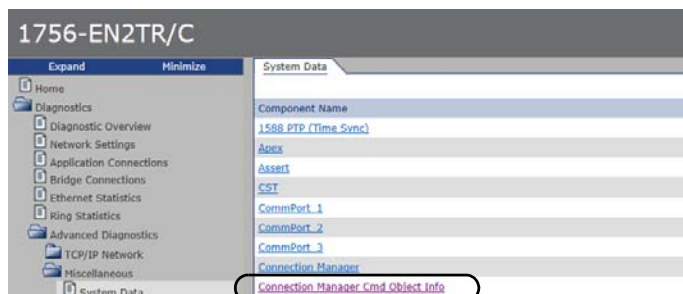 1756-EN2TR/C
Expand Minimize
Home
Diagnostics
Diagnostic Overview
Network Settings
Application Connections
Bridge Connections
Ethernet Statistics
Ring Statistics
Advanced Diagnostics
TCP/IP Network
Miscellaneous
System Data
System Data
Component Name
1588 PTP (Time Sync)
Apex
Assert
CST
CommPort_1
CommPort_2
CommPort_3
Connection Manager
Connection Manager Cmd Object Info